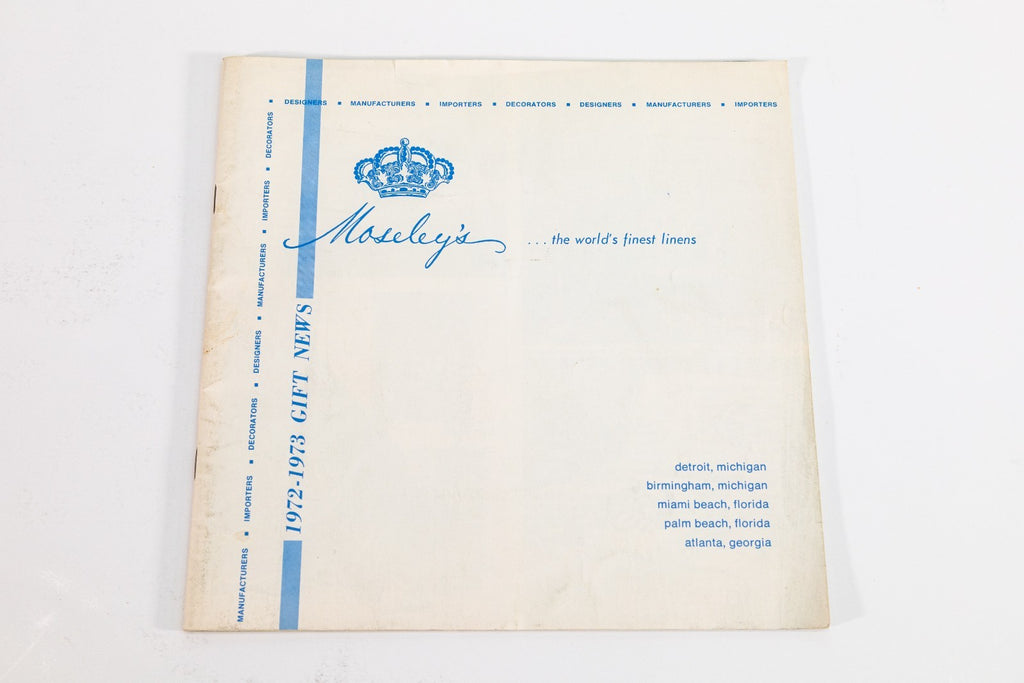 ▪ DESIGNERS ▪ MANUFACTURERS ▪ IMPORTERS ▪ DECORATORS ▪ DESIGNERS ▪ MANUFACTURERS ▪ IMPORTERS
MANUFACTURERS ▪ IMPORTERS ▪ DECORATORS ▪ DESIGNERS ▪ MANUFACTURERS ▪ IMPORTERS ▪ DECORATORS
Moseley's ... the world's finest linens
1972-1973 GIFT NEWS
detroit, michigan
birmingham, michigan
miami beach, florida
palm beach, florida
atlanta, georgia